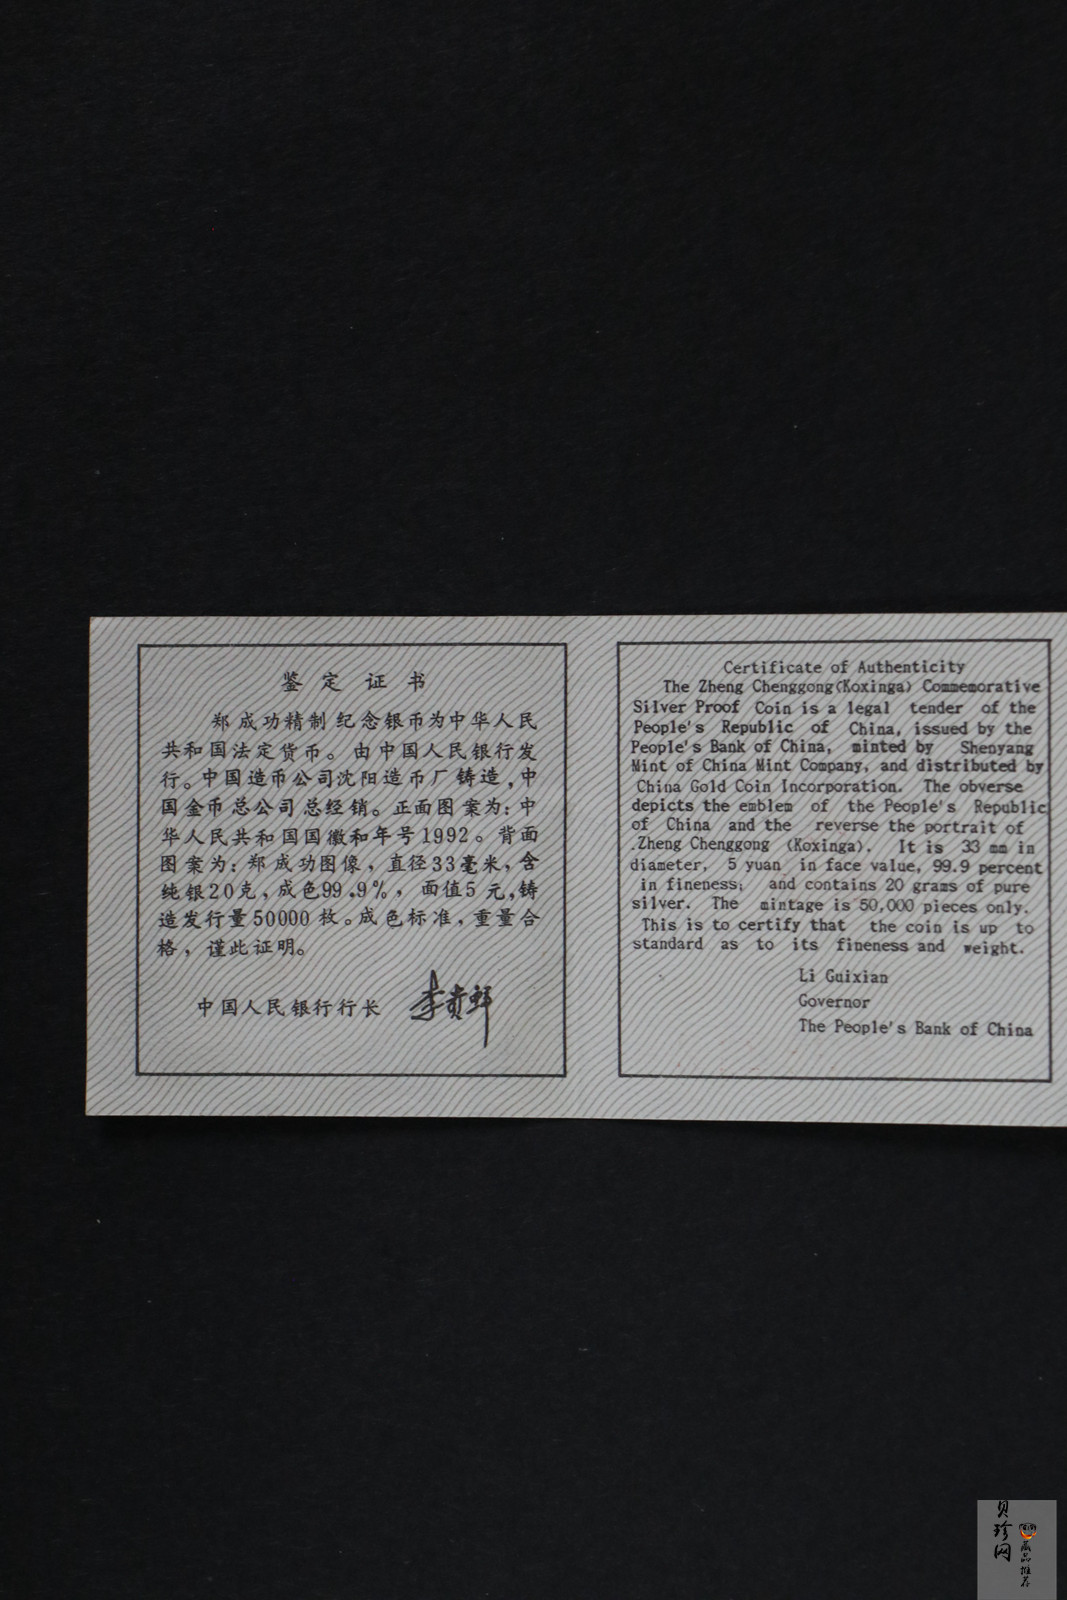 鉴定证书
郑成功精制纪念银币为中华人民
共和国法定货币。由中国人民银行发
行。中国造币公司沈阳造币厂铸造,中
国金币总公司总经销。正面图案为:中
华人民共和国国徽和年号1992。背面
图案为:郑成功图像,直径33毫米,含
纯银20克,成色99.9%,面值5元,铸
造发行量50000枚。成色标准,重量合
格,谨此证明。
中国人民银行行长 李贵鲜
Certificate of Authenticity
The Zheng Chenggong(Koxinga) Commemorative
Silver Proof Coin is a legal tender of the
People's Republic of China, issued by the
People's Bank of China, minted by Shenyang
Mint of China Mint Company, and distributed by
China Gold Coin Incorporation. The obverse
depicts the emblem of the People's Republic
of China and the reverse the portrait of
Zheng Chenggong (Koxinga). It is 33 mm in
diameter, 5 yuan in face value, 99.9 percent
in fineness; and contains 20 grams of pure
silver. The mintage is 50,000 pieces only.
This is to certify that the coin is up to
standard as to its fineness and weight.
Li Guixian
Governor
The People's Bank of China
贝珍网
藏品推荐